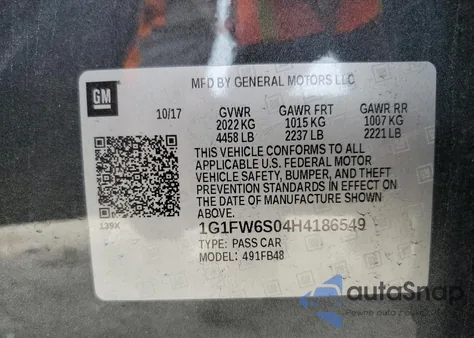 MFD BY GENERAL MOTORS LLC
GM
10/17 GVWR GAWR FRT GAWR RR
2022 KG 1015 KG 1007 KG
4458 LB 2237 LB 2221 LB
THIS VEHICLE CONFORMS TO ALL
APPLICABLE U.S. FEDERAL MOTOR
VEHICLE SAFETY, BUMPER, AND THEFT
PREVENTION STANDARDS IN EFFECT ON
THE DATE OF MANUFACTURE SHOWN
ABOVE.
139X
1G1FW6S04H4186549
TYPE: PASS CAR
MODEL: 491FB48
autoSnap